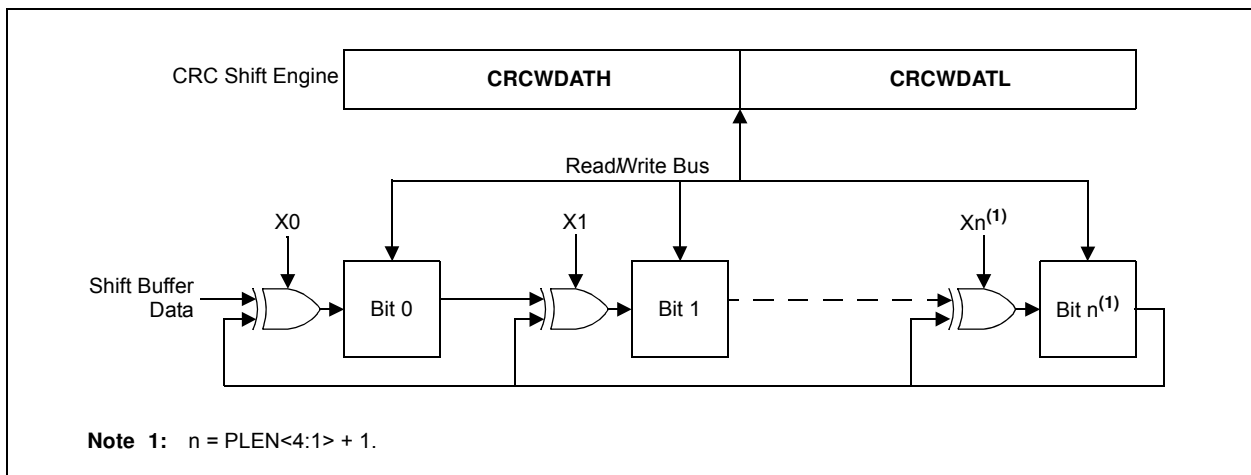 CRC Shift Engine
CRCWDATH
CRCWDATL
Read/Write Bus
X0
X1
Xn(1)
Shift Buffer
Data
Bit 0
Bit 1
Bit n(1)
Note 1: n = PLEN<4:1> + 1.